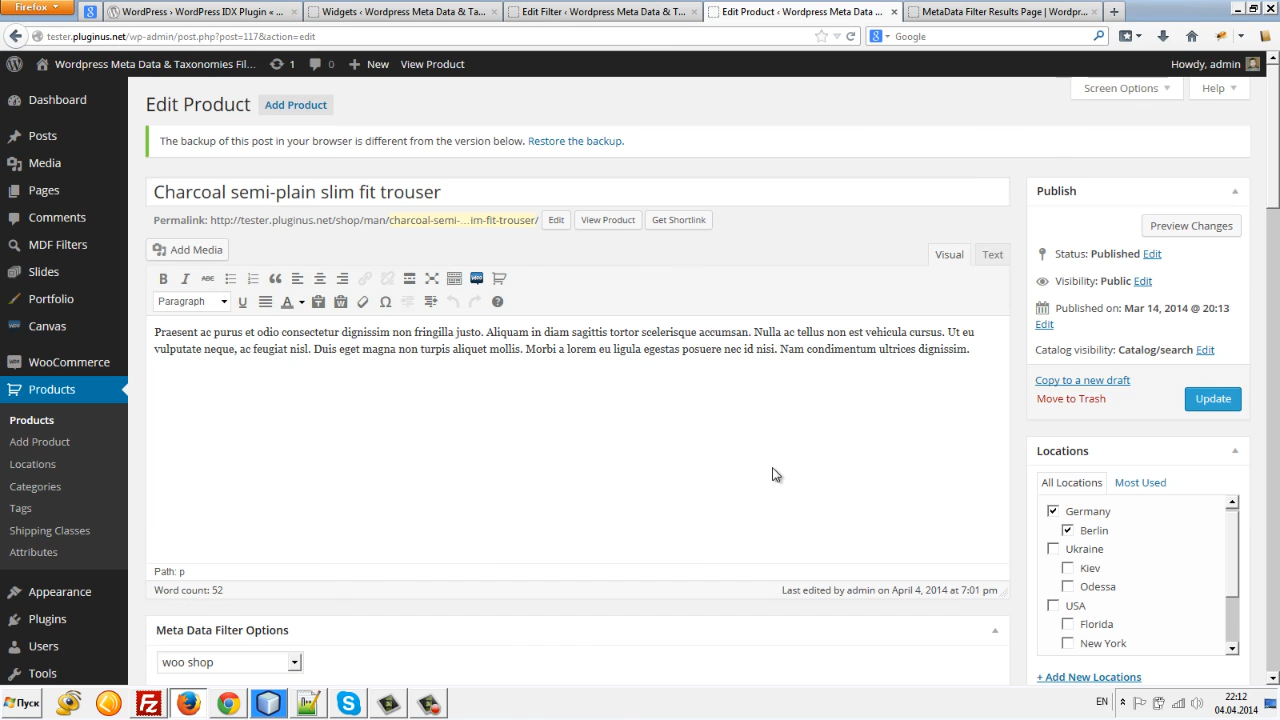 Firefox
WordPress › WordPress IDX Plugin «...
Widgets ‹ Wordpress Meta Data & Ta...
Edit Filter ‹ Wordpress Meta Data & T...
Edit Product ‹ Wordpress Meta Data ...
MetaData Filter Results Page | Wordpr...
tester.pluginus.net/wp-admin/post.php?post=117&action=edit
Google
Wordpress Meta Data & Taxonomies Fil...
1
0
New
View Product
Howdy, admin
Dashboard
Posts
Media
Pages
Comments
MDF Filters
Slides
Portfolio
Canvas
WooCommerce
Products
Products
Add Product
Locations
Categories
Tags
Shipping Classes
Attributes
Appearance
Plugins
Users
Tools
Screen Options
Help
Edit Product
Add Product
The backup of this post in your browser is different from the version below. Restore the backup.
Charcoal semi-plain slim fit trouser
Permalink: http://tester.pluginus.net/shop/man/charcoal-semi-...im-fit-trouser/
Edit
View Product
Get Shortlink
Add Media
Visual
Text
B I ABC
Paragraph
U
A
Ω
Praesent ac purus et odio consectetur dignissim non fringilla justo. Aliquam in diam sagittis tortor scelerisque accumsan. Nulla ac tellus non est vehicula cursus. Ut eu
vulputate neque, ac feugiat nisl. Duis eget magna non turpis aliquet mollis. Morbi a lorem eu ligula egestas posuere nec id nisi. Nam condimentum ultrices dignissim.
Path: p
Word count: 52
Last edited by admin on April 4, 2014 at 7:01 pm
Meta Data Filter Options
woo shop
Publish
Preview Changes
Status: Published Edit
Visibility: Public Edit
Published on: Mar 14, 2014 @ 20:13
Edit
Catalog visibility: Catalog/search Edit
Copy to a new draft
Move to Trash
Update
Locations
All Locations
Most Used
Germany
Berlin
Ukraine
Kiev
Odessa
USA
Florida
New York
+ Add New Locations
Пуск
EN
22:12
04.04.2014